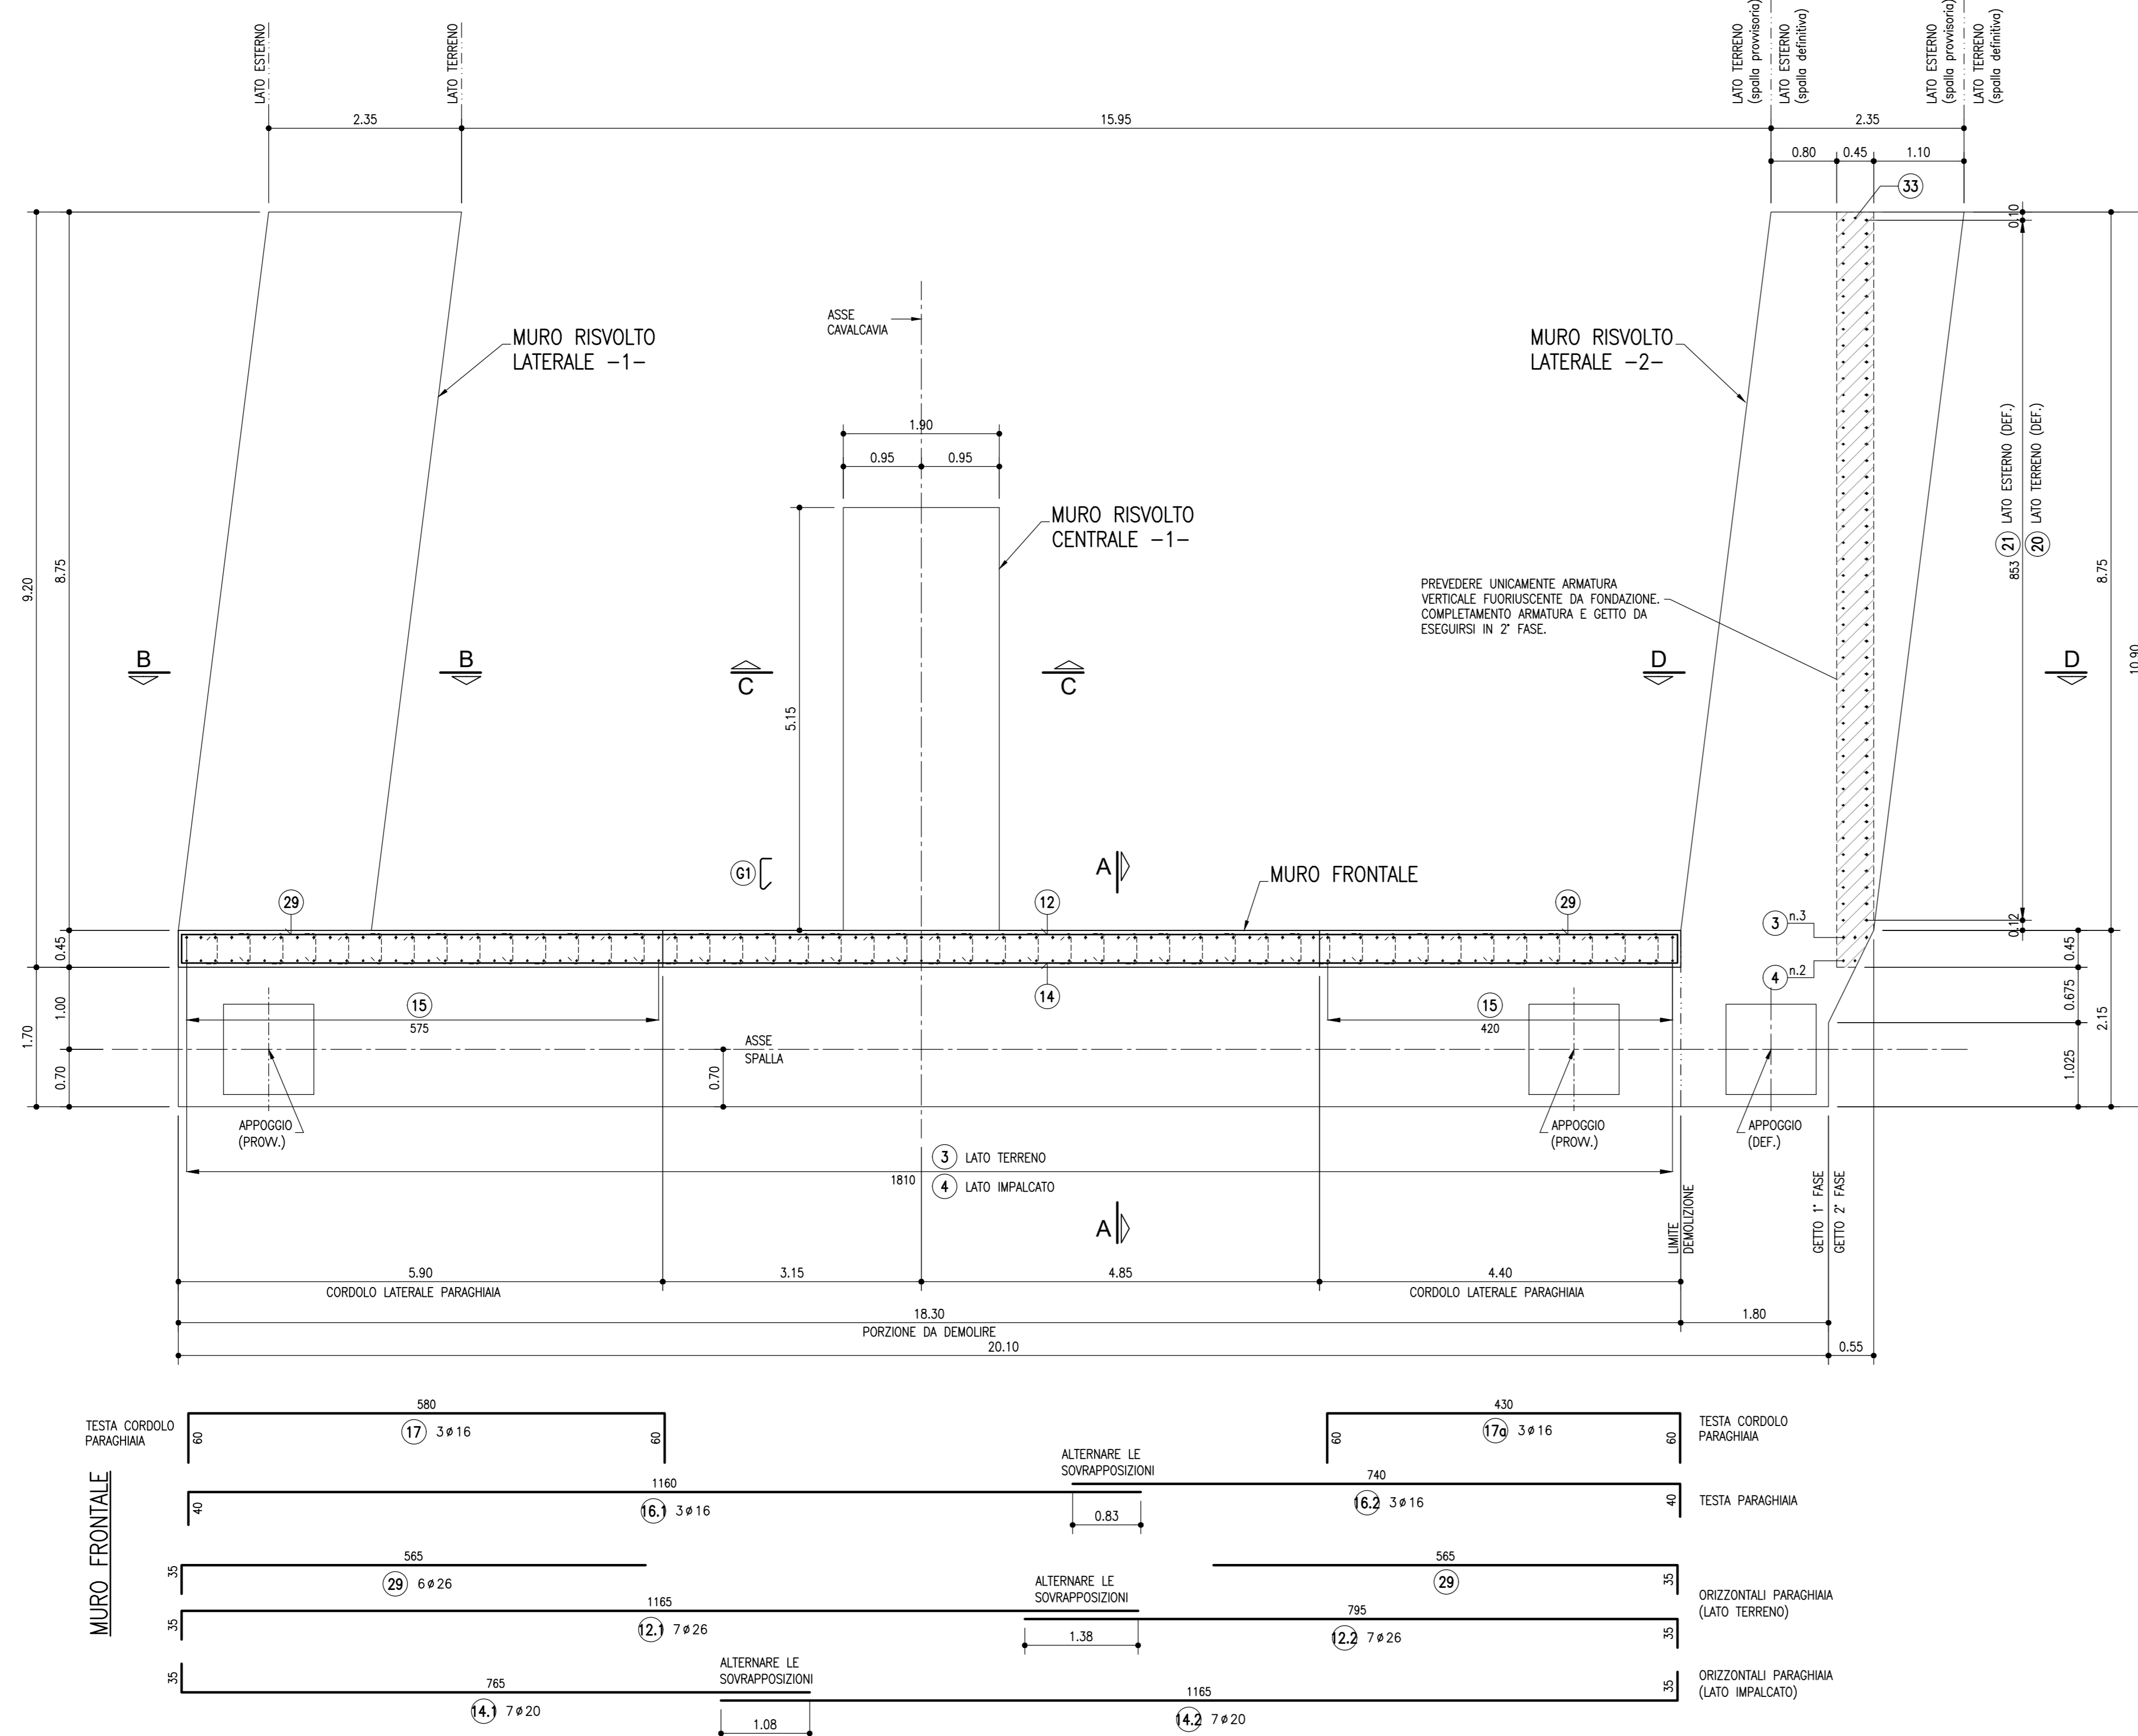 LATO ESTERNO
LATO TERRENO
LATO TERRENO
(spalla provvisoria)
LATO ESTERNO
(spalla definitiva)
LATO ESTERNO
(spalla provvisoria)
LATO TERRENO
(spalla definitiva)
2.35
15.95
2.35
0.80
0.45
1.10
33
0.10
ASSE
CAVALCAVIA
MURO RISVOLTO
LATERALE -1-
MURO RISVOLTO
LATERALE -2-
1.90
0.95
0.95
MURO RISVOLTO
CENTRALE -1-
9.20
8.75
5.15
PREVEDERE UNICAMENTE ARMATURA
VERTICALE FUORIUSCENTE DA FONDAZIONE.
COMPLETAMENTO ARMATURA E GETTO DA
ESEGUIRSI IN 2° FASE.
853
21 LATO ESTERNO (DEF.)
20 LATO TERRENO (DEF.)
8.75
10.90
B
B
C
C
D
D
G1
A
MURO FRONTALE
29
12
29
3 n.3
4 n.2
0.12
0.45
0.675
1.025
2.15
0.45
1.00
0.70
1.70
15
575
14
15
420
ASSE
SPALLA
0.70
APPOGGIO
(PROVV.)
APPOGGIO
(PROVV.)
APPOGGIO
(DEF.)
3 LATO TERRENO
1810
4 LATO IMPALCATO
A
LIMITE
DEMOLIZIONE
GETTO 1° FASE
GETTO 2° FASE
5.90
3.15
4.85
4.40
CORDOLO LATERALE PARAGHIAIA
CORDOLO LATERALE PARAGHIAIA
18.30
1.80
PORZIONE DA DEMOLIRE
20.10
0.55
MURO FRONTALE
TESTA CORDOLO
PARAGHIAIA
580
60
17 3ø16
60
430
60
17a 3ø16
60
TESTA CORDOLO
PARAGHIAIA
1160
40
16.1 3ø16
ALTERNARE LE
SOVRAPPOSIZIONI
0.83
740
16.2 3ø16
40
TESTA PARAGHIAIA
565
35
29 6ø26
565
29
35
1165
35
12.1 7ø26
ALTERNARE LE
SOVRAPPOSIZIONI
1.38
795
12.2 7ø26
35
ORIZZONTALI PARAGHIAIA
(LATO TERRENO)
35
765
14.1 7ø20
ALTERNARE LE
SOVRAPPOSIZIONI
1.08
1165
14.2 7ø20
35
ORIZZONTALI PARAGHIAIA
(LATO IMPALCATO)